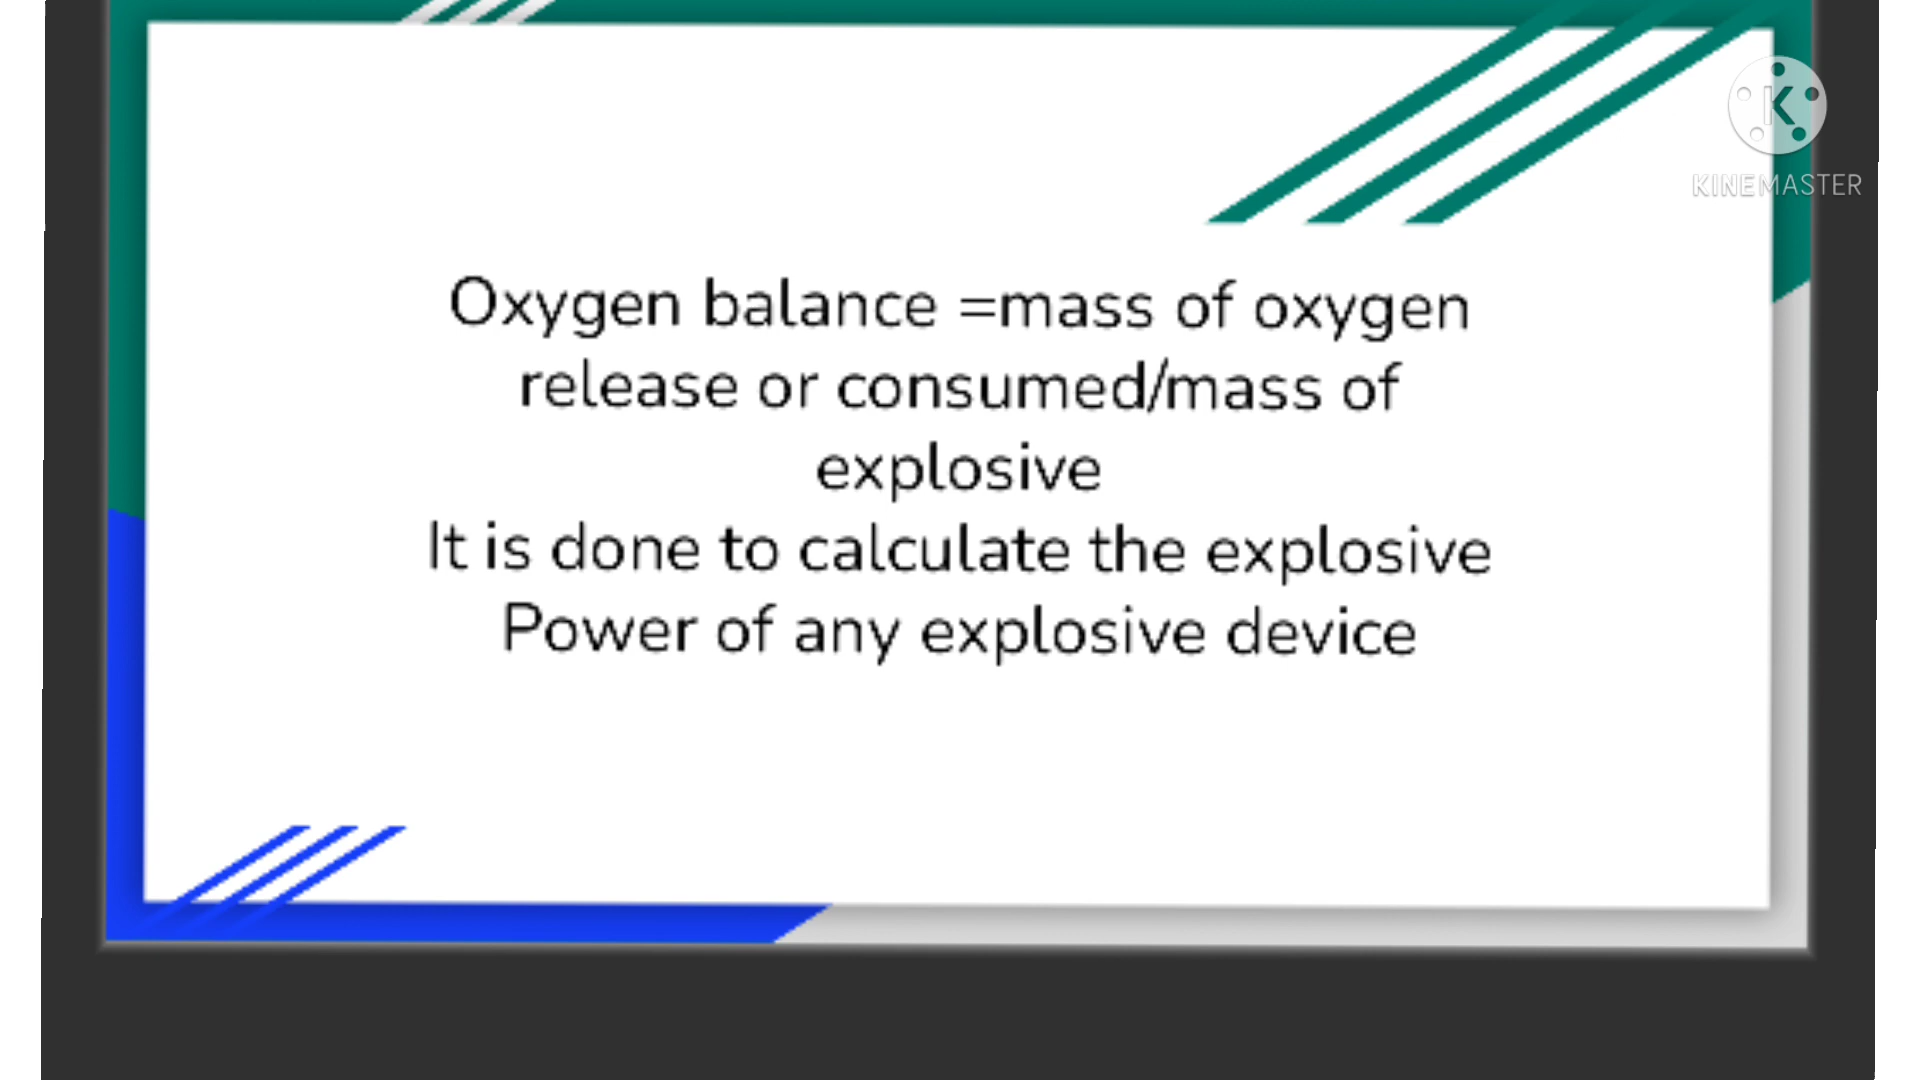 KINEMASTER
Oxygen balance =mass of oxygen
release or consumed/mass of
explosive
It is done to calculate the explosive
Power of any explosive device